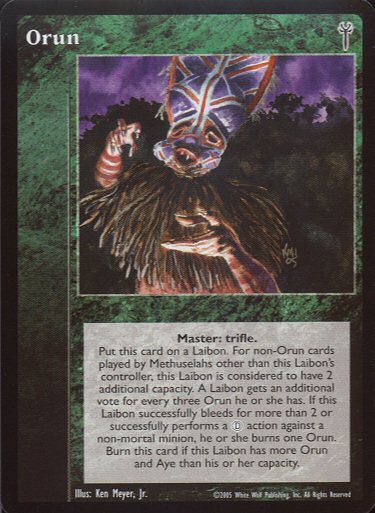 Orun
KMJ
05
Master: trifle.
Put this card on a Laibon. For non-Orun cards
played by Methuselahs other than this Laibon's
controller, this Laibon is considered to have 2
additional capacity. A Laibon gets an additional
vote for every three Orun he or she has. If this
Laibon successfully bleeds for more than 2 or
successfully performs a Ⓓ action against a
non-mortal minion, he or she burns one Orun.
Burn this card if this Laibon has more Orun
and Aye than his or her capacity.
Illus: Ken Meyer, Jr.
©2005 White Wolf Publishing, Inc. All Rights Reserved